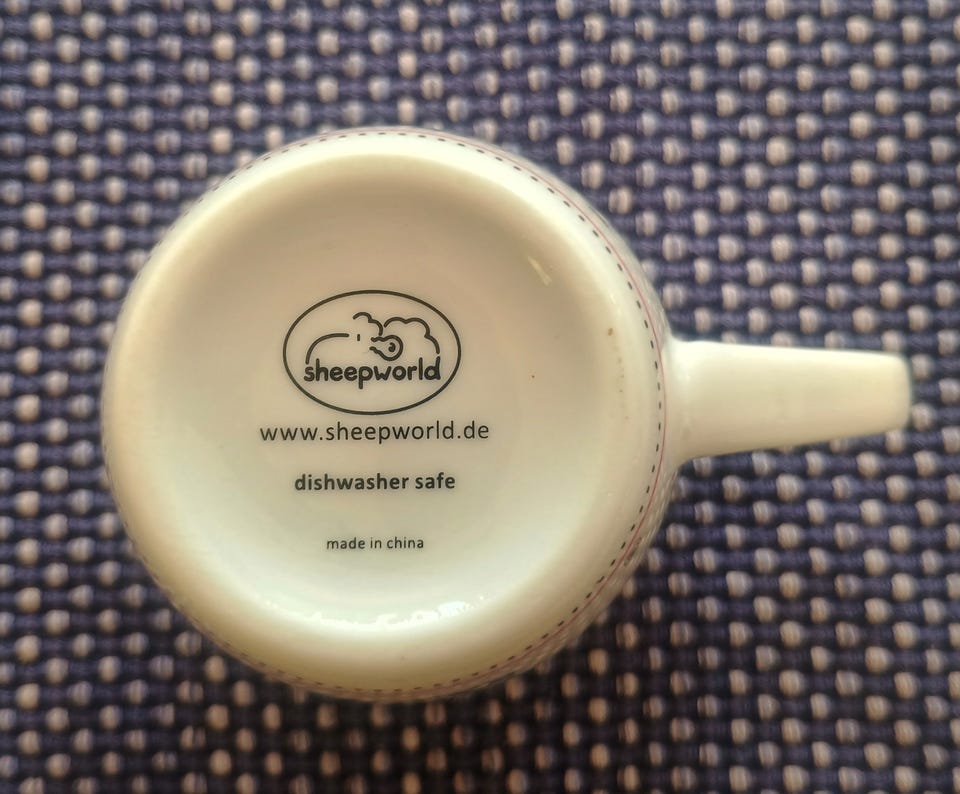 sheepworld
www.sheepworld.de
dishwasher safe
made in china